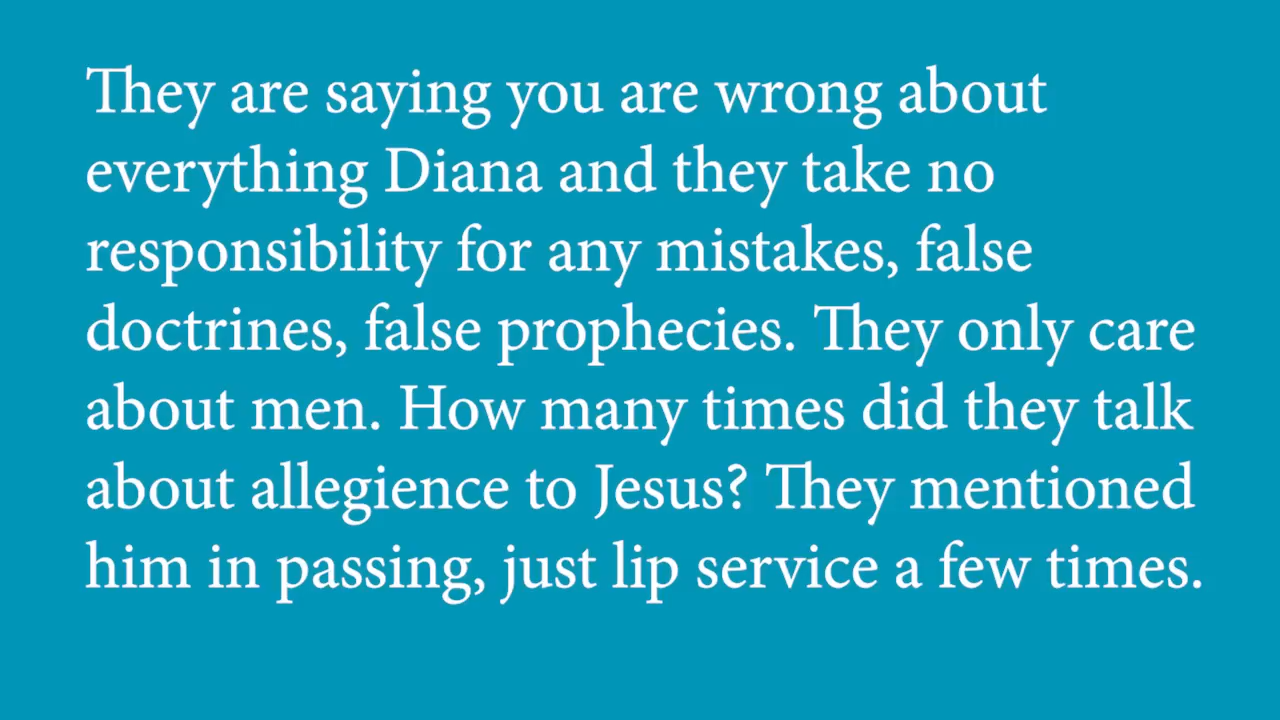 They are saying you are wrong about
everything Diana and they take no
responsibility for any mistakes, false
doctrines, false prophecies. They only care
about men. How many times did they talk
about allegience to Jesus? They mentioned
him in passing, just lip service a few times.